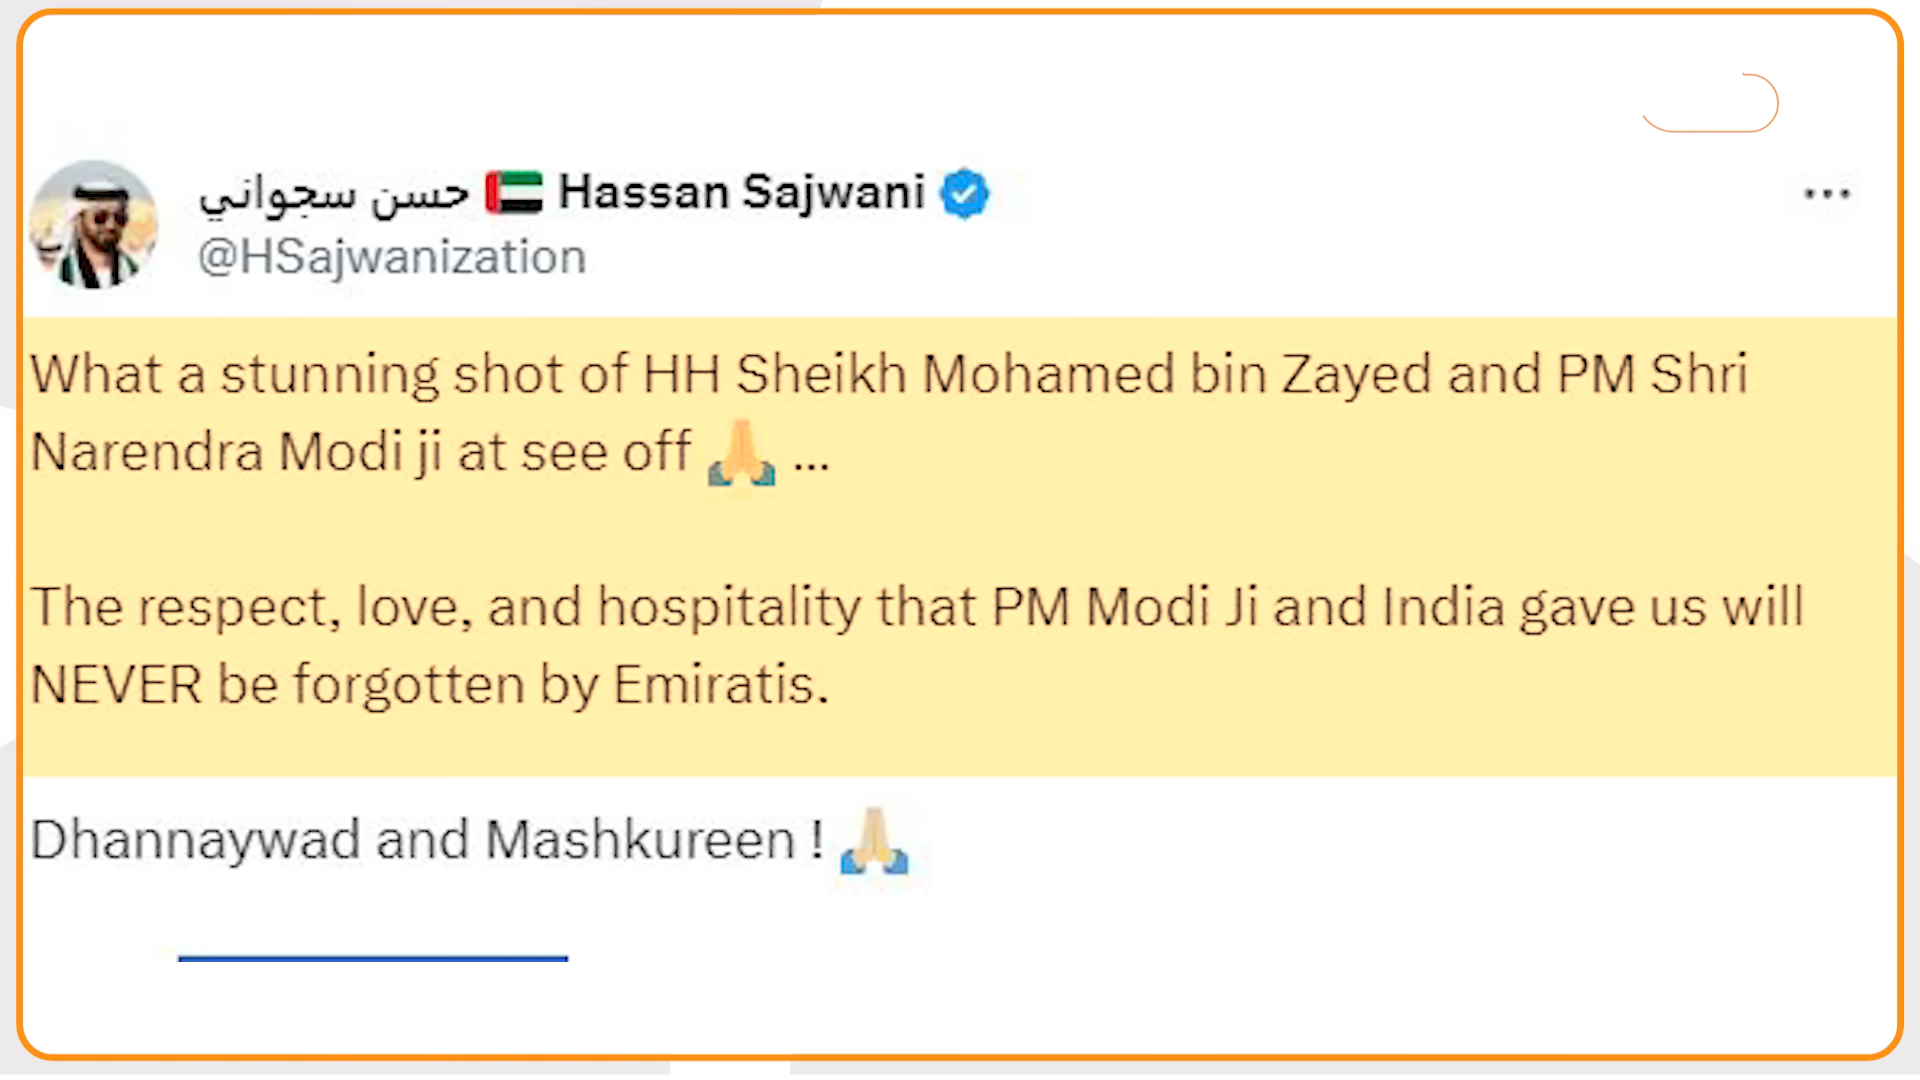 حسن سجواني 🇦🇪 Hassan Sajwani
@HSajwanization
What a stunning shot of HH Sheikh Mohamed bin Zayed and PM Shri
Narendra Modi ji at see off 🙏 ...
The respect, love, and hospitality that PM Modi Ji and India gave us will
NEVER be forgotten by Emiratis.
Dhannaywad and Mashkureen ! 🙏